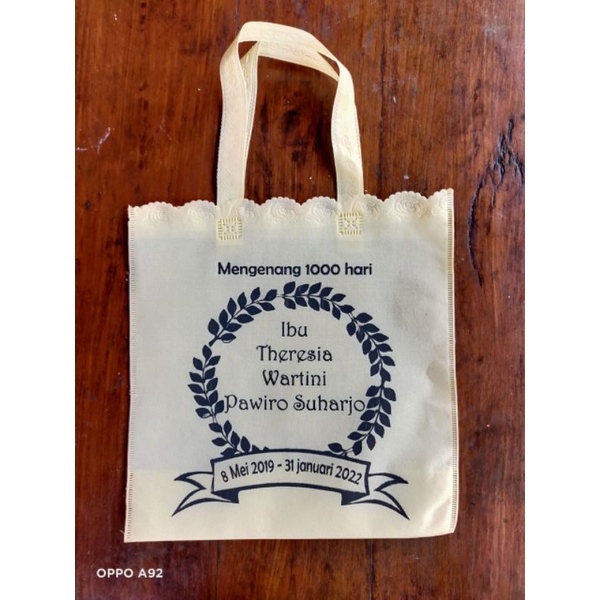 Mengenang 1000 hari
Ibu
Theresia
Wartini
Pawiro Suharjo
8 Mei 2019 - 31 januari 2022
OPPO A92